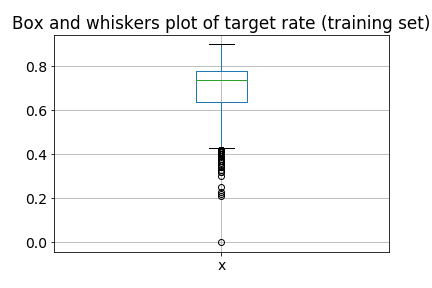 Box and whiskers plot of target rate (training set)
0.8
0.6
0.4
0.2
0.0
x